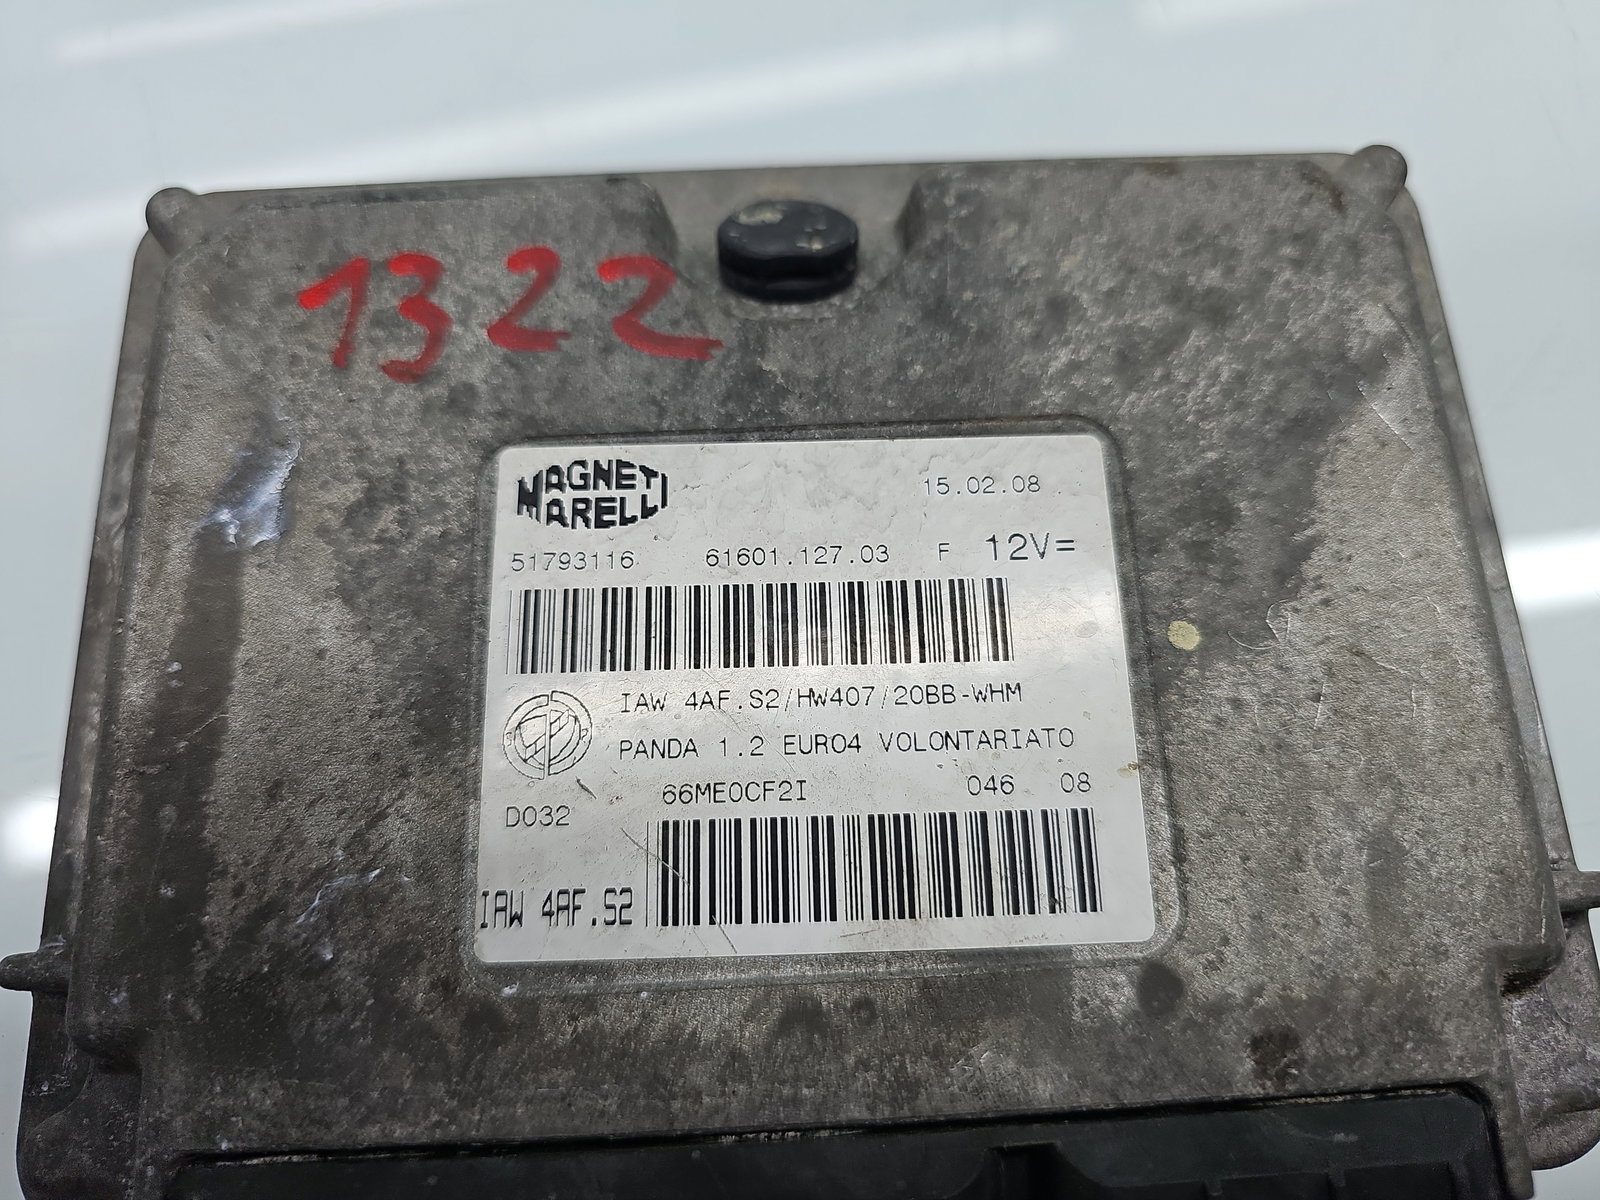 1322
MAGNETI
MARELLI
15.02.08
51793116 61601.127.03 F 12V=
IAW 4AF.S2/HW407/20BB-WHM
PANDA 1.2 EURO4 VOLONTARIATO
66ME0CF2I 046 08
D032
IAW 4AF.S2